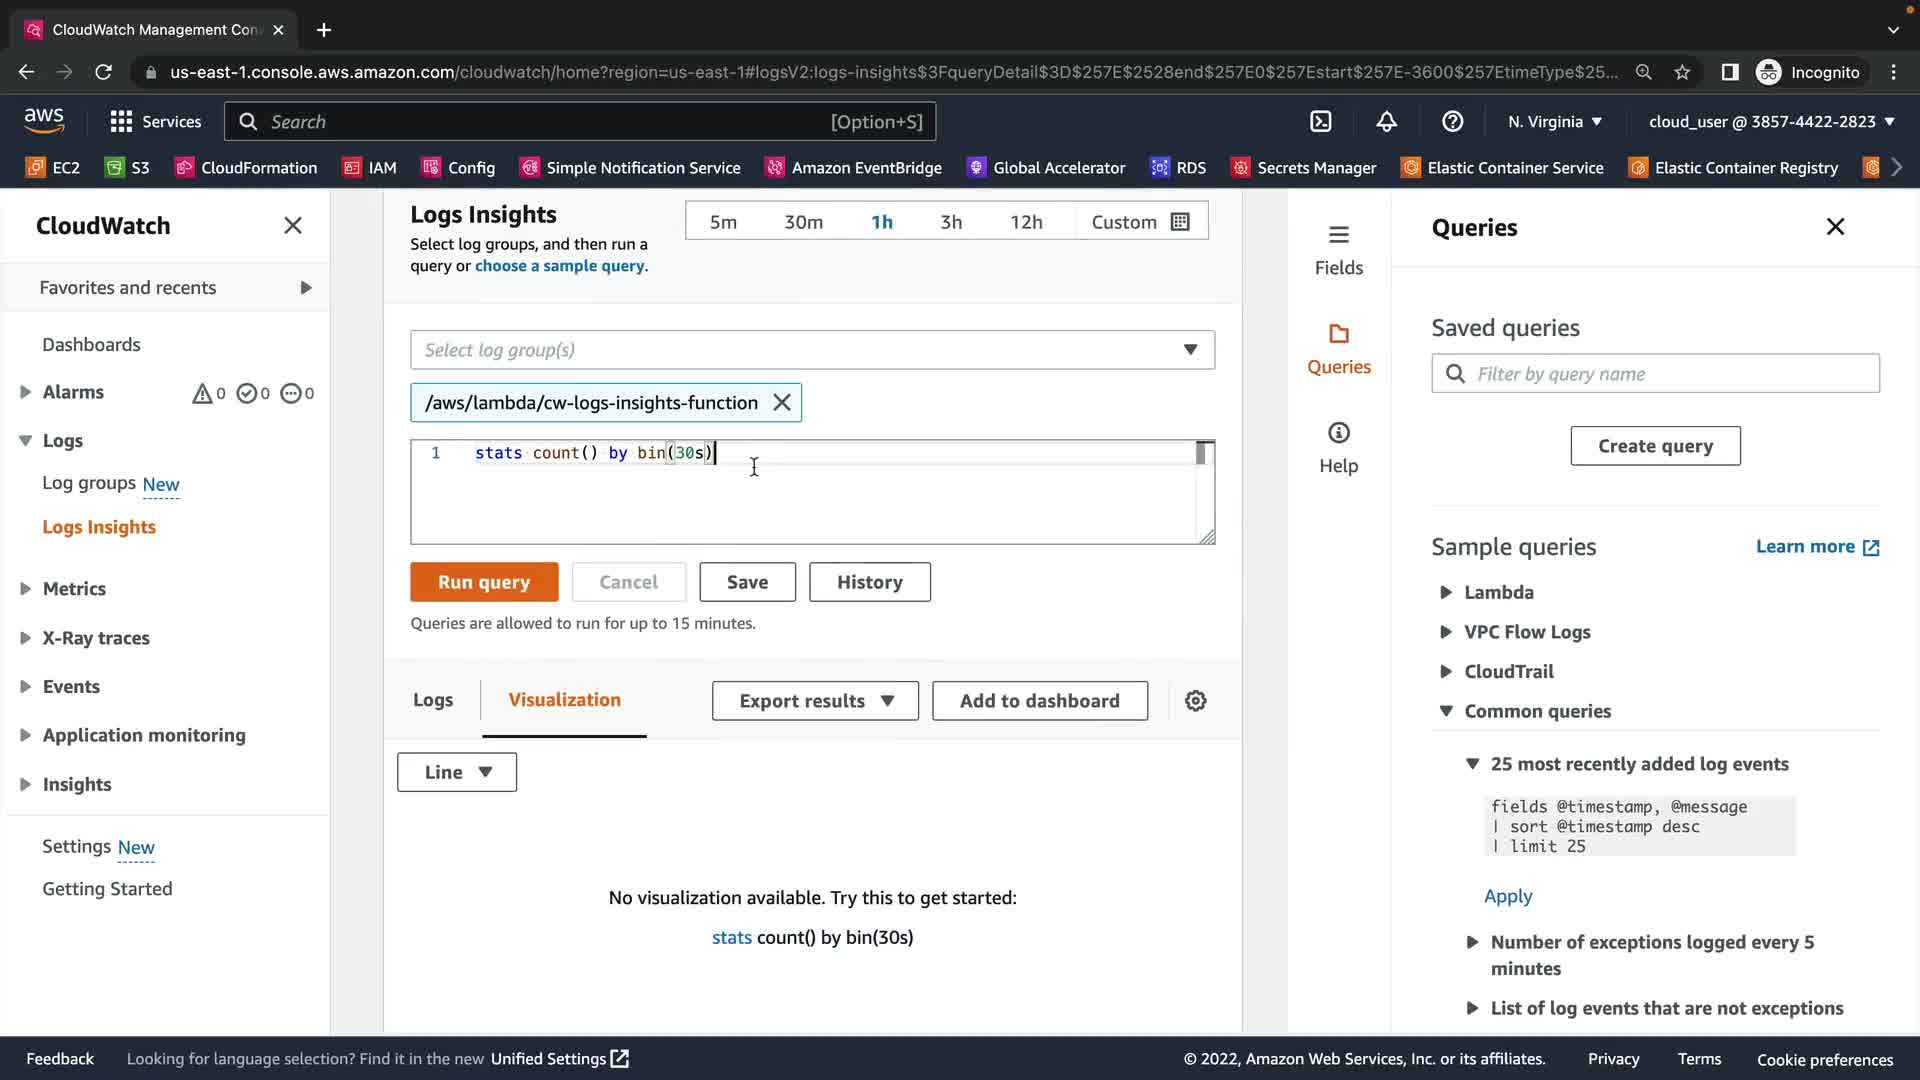 CloudWatch Management Con
us-east-1.console.aws.amazon.com/cloudwatch/home?region=us-east-1#logsV2:logs-insights$3FqueryDetail$3D$257E$2528end$257E0$257Estart$257E-3600$257EtimeType$25...
Incognito
aws
Services
Search
[Option+S]
N. Virginia
cloud_user @ 3857-4422-2823
EC2
S3
CloudFormation
IAM
Config
Simple Notification Service
Amazon EventBridge
Global Accelerator
RDS
Secrets Manager
Elastic Container Service
Elastic Container Registry
CloudWatch
Favorites and recents
Dashboards
Alarms 0 0 0
Logs
Log groups New
Logs Insights
Metrics
X-Ray traces
Events
Application monitoring
Insights
Settings New
Getting Started
Logs Insights
Select log groups, and then run a
query or choose a sample query.
5m 30m 1h 3h 12h Custom
Select log group(s)
/aws/lambda/cw-logs-insights-function
1 stats count() by bin(30s)
Run query Cancel Save History
Queries are allowed to run for up to 15 minutes.
Logs Visualization Export results Add to dashboard
Line
No visualization available. Try this to get started:
stats count() by bin(30s)
Fields
Queries
Help
Queries
Saved queries
Filter by query name
Create query
Sample queries Learn more
Lambda
VPC Flow Logs
CloudTrail
Common queries
25 most recently added log events
fields @timestamp, @message
| sort @timestamp desc
| limit 25
Apply
Number of exceptions logged every 5
minutes
List of log events that are not exceptions
Feedback Looking for language selection? Find it in the new Unified Settings
© 2022, Amazon Web Services, Inc. or its affiliates. Privacy Terms Cookie preferences